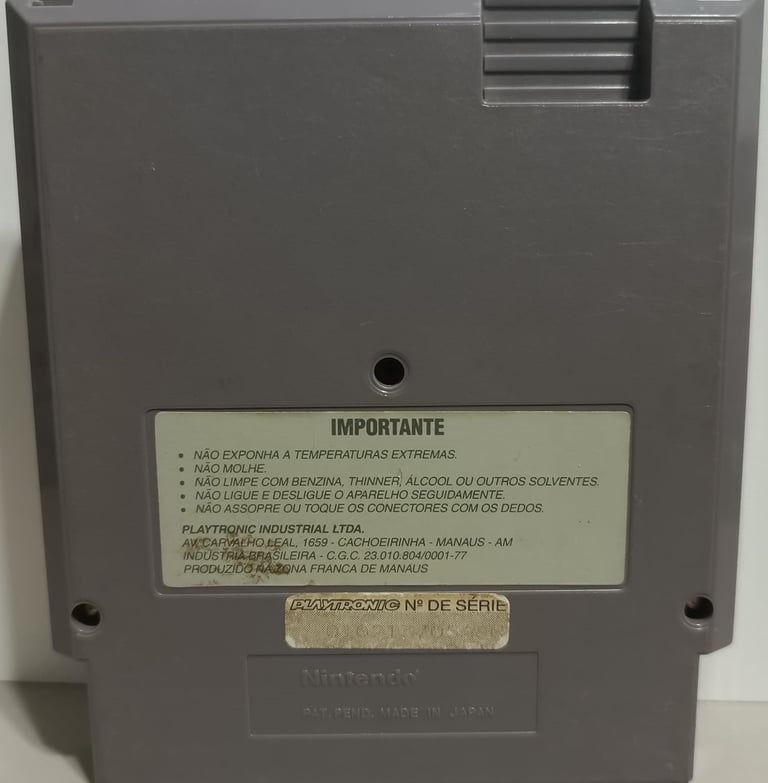 IMPORTANTE
• NÃO EXPONHA A TEMPERATURAS EXTREMAS.
• NÃO MOLHE.
• NÃO LIMPE COM BENZINA, THINNER, ÁLCOOL OU OUTROS SOLVENTES.
• NÃO LIGUE E DESLIGUE O APARELHO SEGUIDAMENTE.
• NÃO ASSOPRE OU TOQUE OS CONECTORES COM OS DEDOS.
PLAYTRONIC INDUSTRIAL LTDA.
AV. CARVALHO LEAL, 1659 - CACHOEIRINHA - MANAUS - AM
INDÚSTRIA BRASILEIRA - C.G.C. 23.010.804/0001-77
PRODUZIDO NA ZONA FRANCA DE MANAUS
PLAYTRONIC Nº DE SÉRIE
Nintendo
PAT. PEND. MADE IN JAPAN